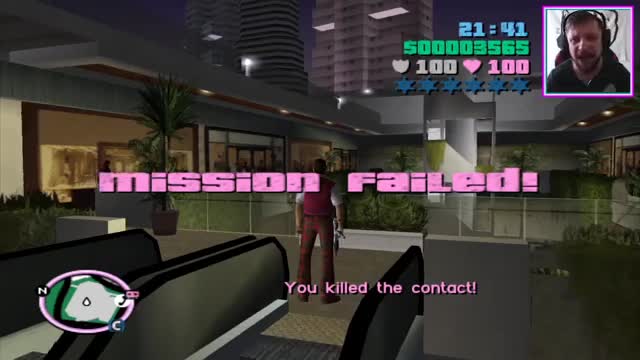 21:41
$00003565
100 100
mission failed!
N
You killed the contact!
C